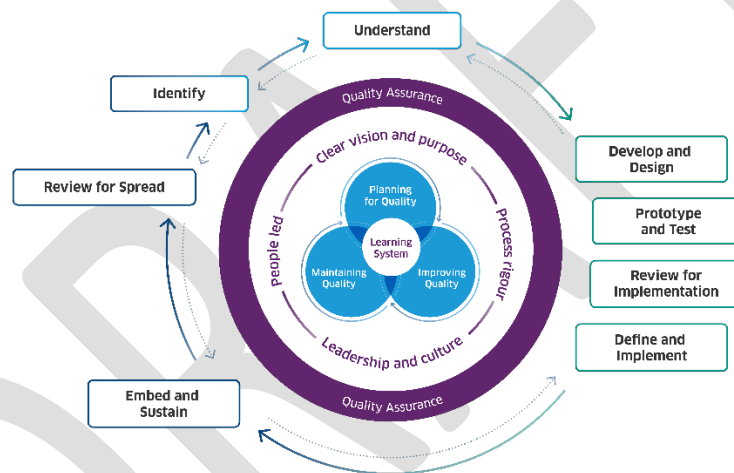 Understand
Identify
Quality Assurance
Develop and
Design
Clear vision and purpose
Planning
for Quality
Review for Spread
Prototype
and Test
People led
Learning
System
Process rigour
Maintaining
Quality
Improving
Quality
Review for
Implementation
Define and
Implement
Leadership and culture
Embed and
Sustain
Quality Assurance